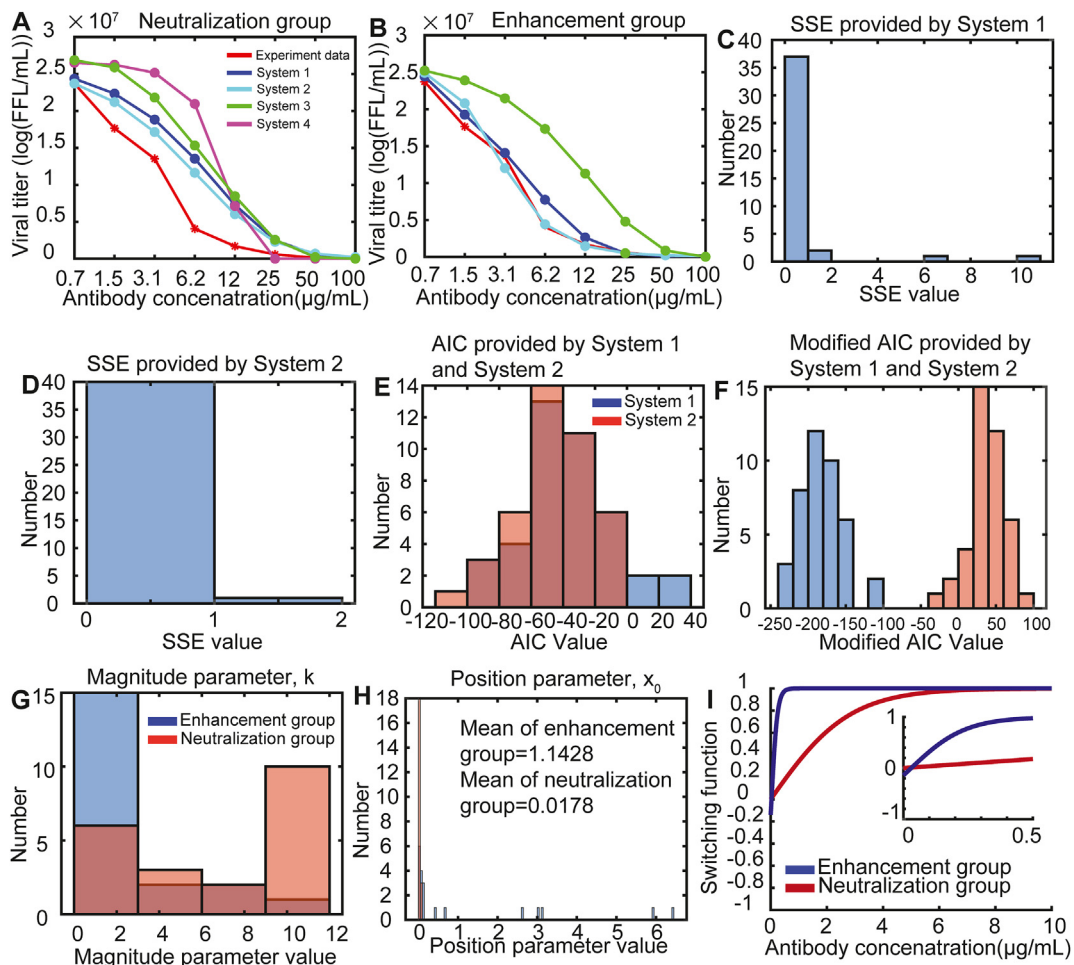 A
× 10⁷
Neutralization group
Viral titer (log(FFL/mL))
3
2.5
2
1.5
1
0.5
0
Experiment data
System 1
System 2
System 3
System 4
0.7 1.5 3.1 6.2 12 25 50 100
Antibody concenatration(µg/mL)
B
× 10⁷
Enhancement group
Viral titre (log(FFL/mL))
3
2.5
2
1.5
1
0.5
0
0.7 1.5 3.1 6.2 12 25 50 100
Antibody concenatration(µg/mL)
C
SSE provided by System 1
Number
40
35
30
25
20
15
10
5
0
0 2 4 6 8 10
SSE value
D
SSE provided by System 2
Number
40
35
30
25
20
15
10
5
0
0 1 2
SSE value
E
AIC provided by System 1
and System 2
Number
14
12
10
8
6
4
2
0
System 1
System 2
-120 -100 -80 -60 -40 -20 0 20 40
AIC Value
F
Modified AIC provided by
System 1 and System 2
Number
15
10
5
0
-250 -200 -150 -100 -50 0 50 100
Modified AIC Value
G
Magnitude parameter, k
Number
15
10
5
0
Enhancement group
Neutralization group
0 2 4 6 8 10 12
Magnitude parameter value
H
Position parameter, x₀
Number
18
16
14
12
10
8
6
4
2
0
Mean of enhancement
group=1.1428
Mean of neutralization
group=0.0178
0 1 2 3 4 5 6
Position parameter value
I
Switching function
1
0.8
0.6
0.4
0.2
0
-0.2
-0.4
-0.6
-0.8
-1
1
0
-1
0 0.5
Enhancement group
Neutralization group
0 2 4 6 8 10
Antibody concenatration(µg/mL)